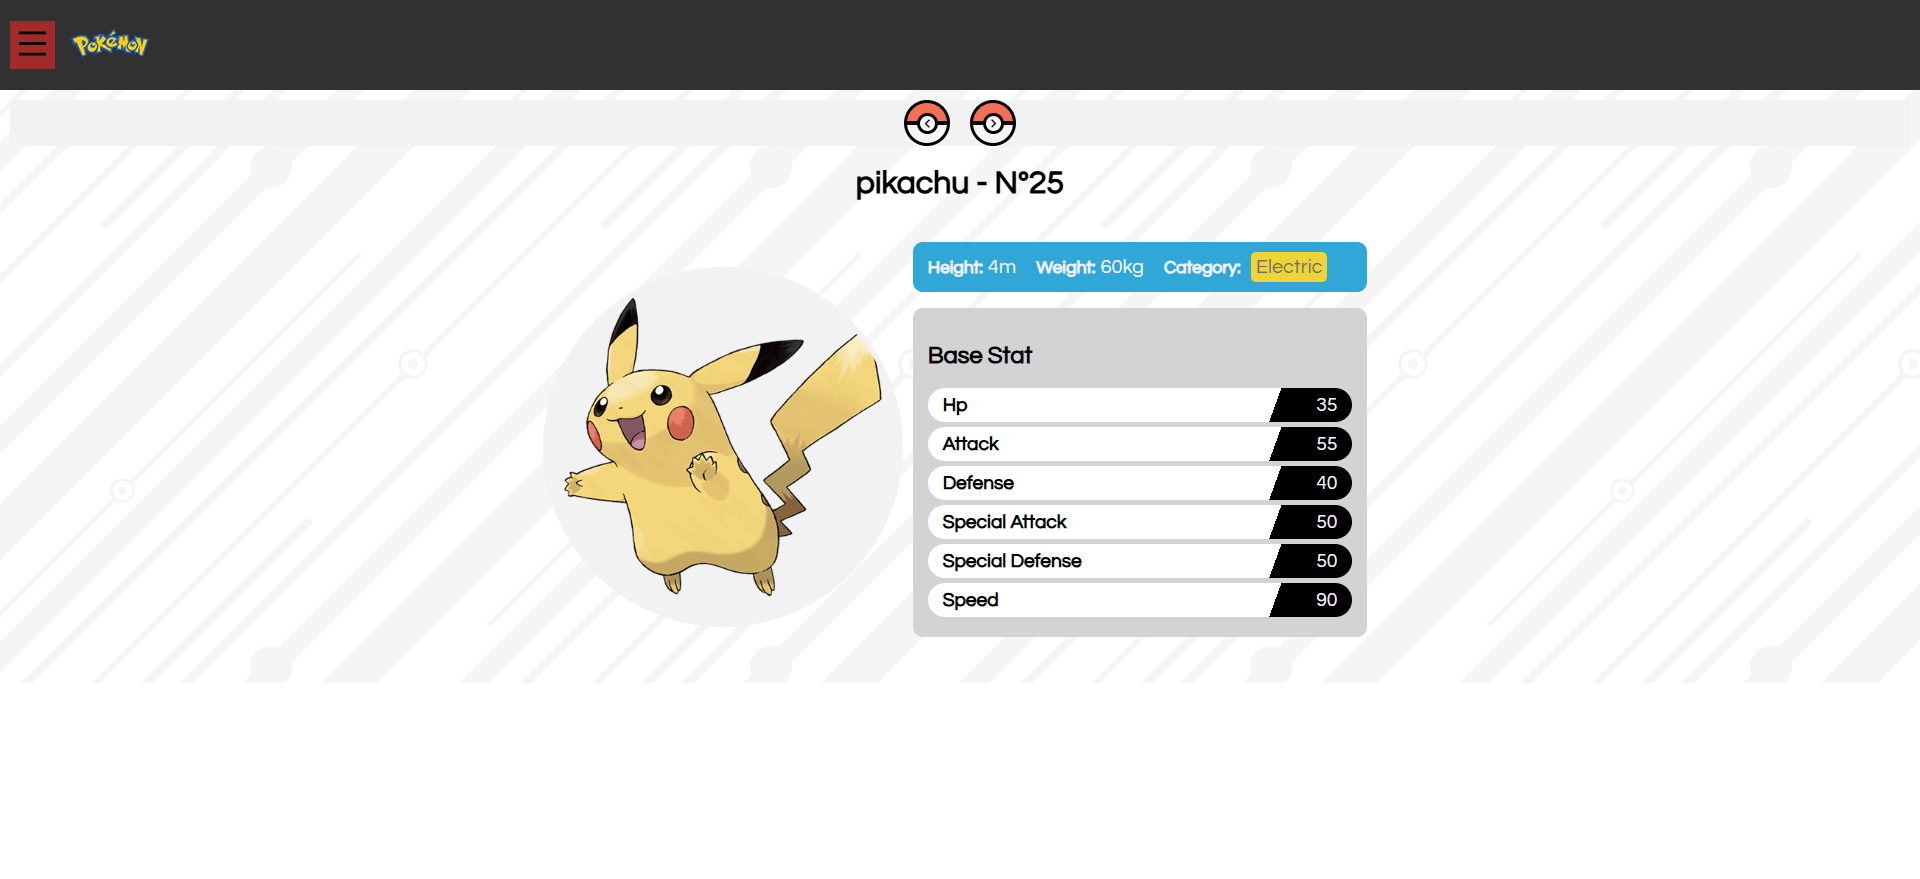 Pokémon
pikachu - N°25
Height: 4m Weight: 60kg Category: Electric
Base Stat
Hp 35
Attack 55
Defense 40
Special Attack 50
Special Defense 50
Speed 90